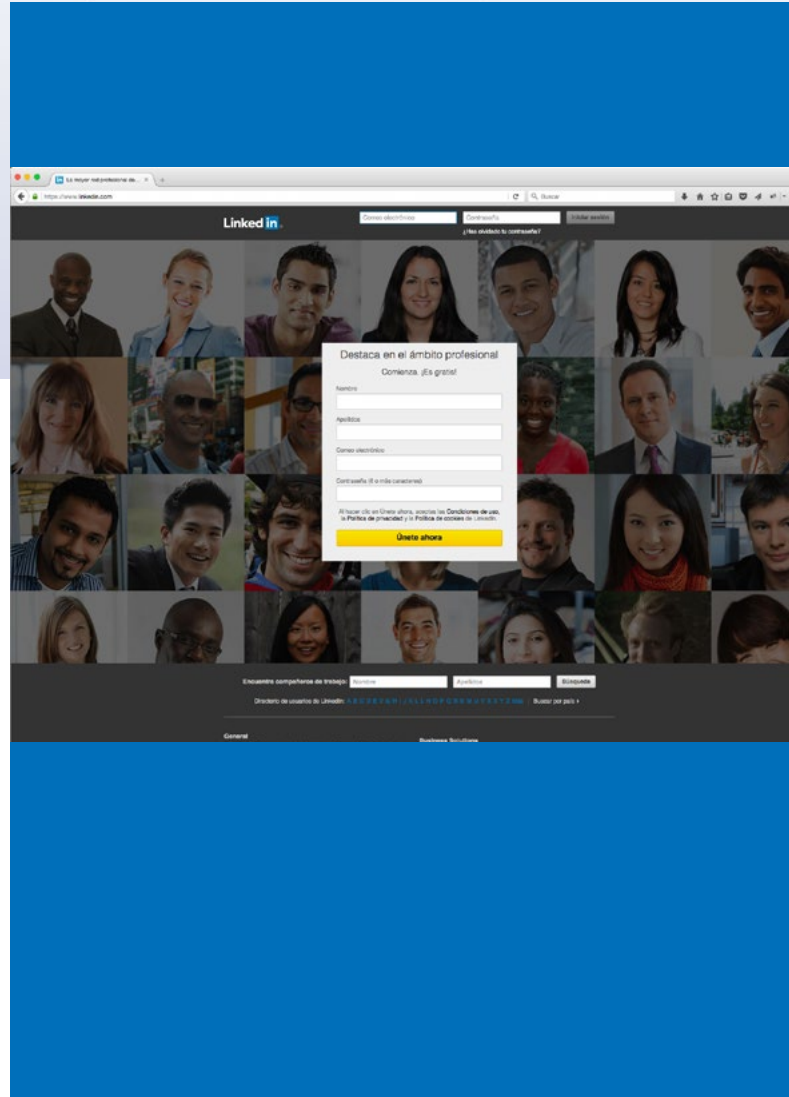 La mayor red profesional de...
https://www.linkedin.com
Buscar
Linked in
Correo electrónico
Contraseña
Iniciar sesión
¿Has olvidado tu contraseña?
Destaca en el ámbito profesional
Comienza. ¡Es gratis!
Nombre
Apellidos
Correo electrónico
Contraseña (6 o más caracteres)
Al hacer clic en Únete ahora, aceptas las Condiciones de uso,
la Política de privacidad y la Política de cookies de LinkedIn.
Únete ahora
Encuentra compañeros de trabajo: Nombre Apellidos Búsqueda
Directorio de usuarios de LinkedIn:
Buscar por país
General
Business Solutions